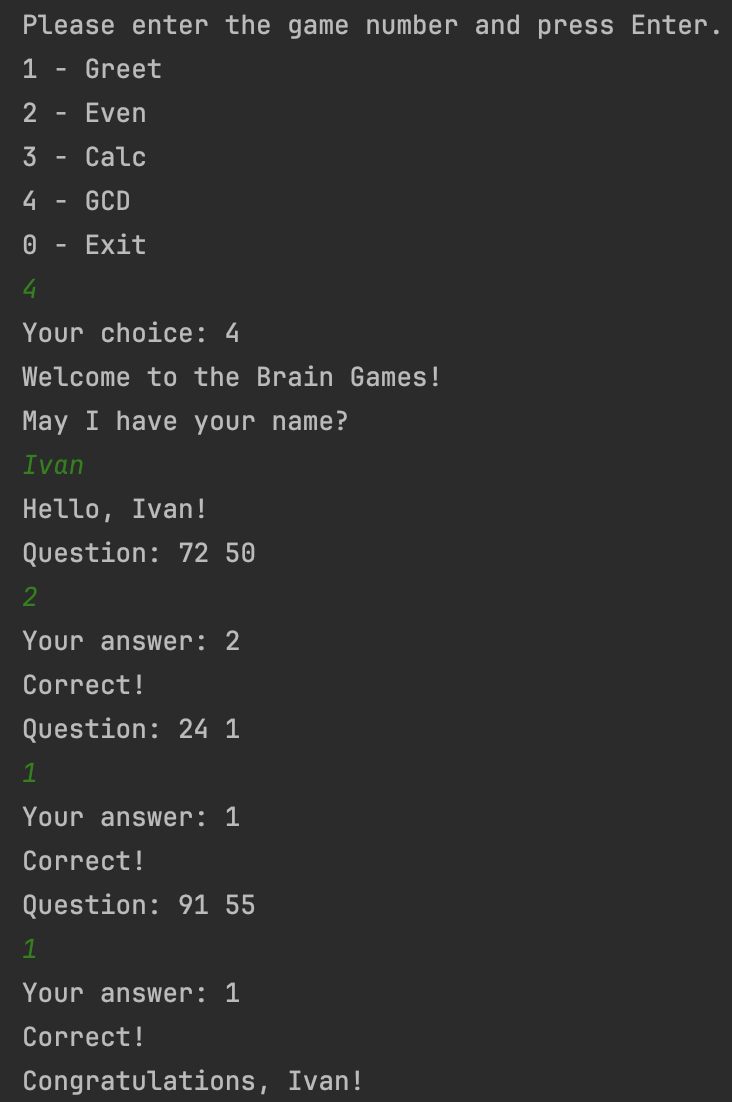 Please enter the game number and press Enter.
1 - Greet
2 - Even
3 - Calc
4 - GCD
0 - Exit
4
Your choice: 4
Welcome to the Brain Games!
May I have your name?
Ivan
Hello, Ivan!
Question: 72 50
2
Your answer: 2
Correct!
Question: 24 1
1
Your answer: 1
Correct!
Question: 91 55
1
Your answer: 1
Correct!
Congratulations, Ivan!